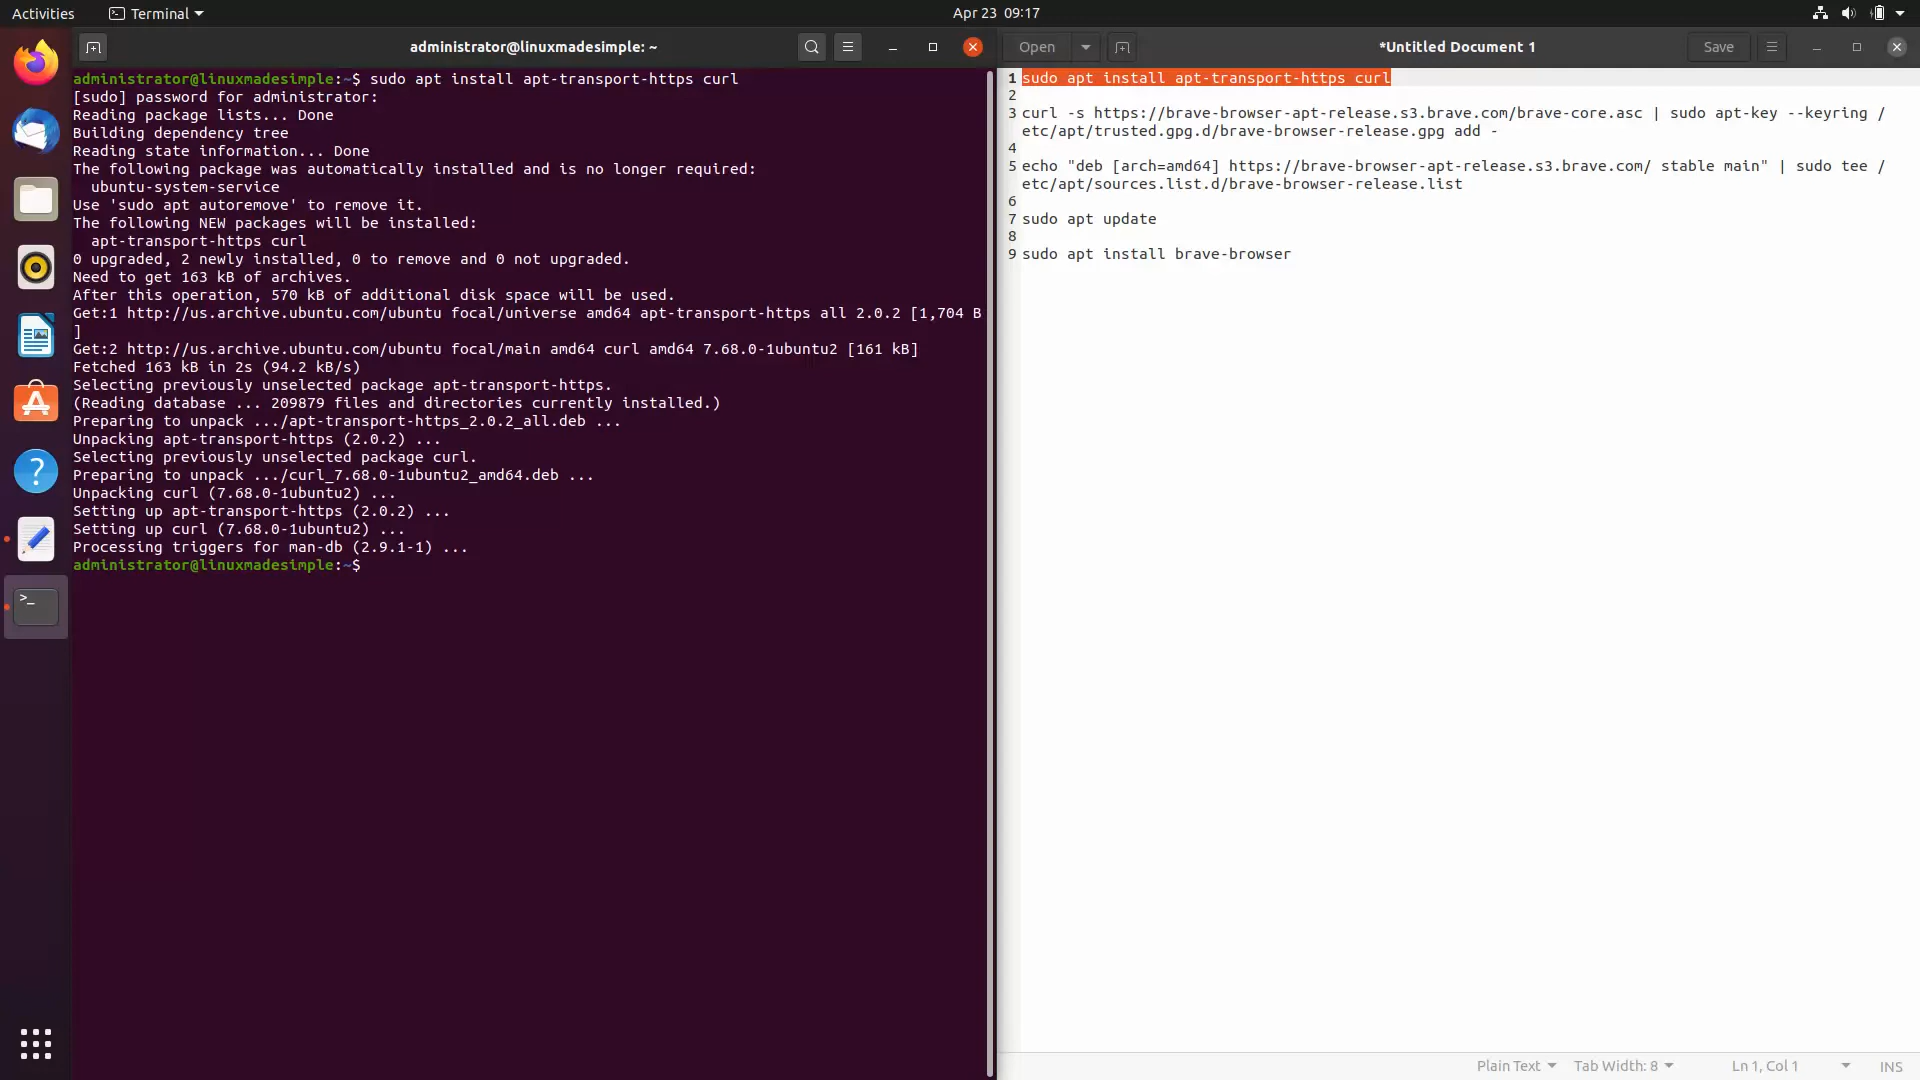 Activities
Terminal
Apr 23 09:17
administrator@linuxmadesimple: ~
administrator@linuxmadesimple:~$ sudo apt install apt-transport-https curl
[sudo] password for administrator:
Reading package lists... Done
Building dependency tree
Reading state information... Done
The following package was automatically installed and is no longer required:
ubuntu-system-service
Use 'sudo apt autoremove' to remove it.
The following NEW packages will be installed:
apt-transport-https curl
0 upgraded, 2 newly installed, 0 to remove and 0 not upgraded.
Need to get 163 kB of archives.
After this operation, 570 kB of additional disk space will be used.
Get:1 http://us.archive.ubuntu.com/ubuntu focal/universe amd64 apt-transport-https all 2.0.2 [1,704 B
]
Get:2 http://us.archive.ubuntu.com/ubuntu focal/main amd64 curl amd64 7.68.0-1ubuntu2 [161 kB]
Fetched 163 kB in 2s (94.2 kB/s)
Selecting previously unselected package apt-transport-https.
(Reading database ... 209879 files and directories currently installed.)
Preparing to unpack .../apt-transport-https_2.0.2_all.deb ...
Unpacking apt-transport-https (2.0.2) ...
Selecting previously unselected package curl.
Preparing to unpack .../curl_7.68.0-1ubuntu2_amd64.deb ...
Unpacking curl (7.68.0-1ubuntu2) ...
Setting up apt-transport-https (2.0.2) ...
Setting up curl (7.68.0-1ubuntu2) ...
Processing triggers for man-db (2.9.1-1) ...
administrator@linuxmadesimple:~$
Open
*Untitled Document 1
Save
1 sudo apt install apt-transport-https curl
2
3 curl -s https://brave-browser-apt-release.s3.brave.com/brave-core.asc | sudo apt-key --keyring /
etc/apt/trusted.gpg.d/brave-browser-release.gpg add -
4
5 echo "deb [arch=amd64] https://brave-browser-apt-release.s3.brave.com/ stable main" | sudo tee /
etc/apt/sources.list.d/brave-browser-release.list
6
7 sudo apt update
8
9 sudo apt install brave-browser
Plain Text
Tab Width: 8
Ln 1, Col 1
INS